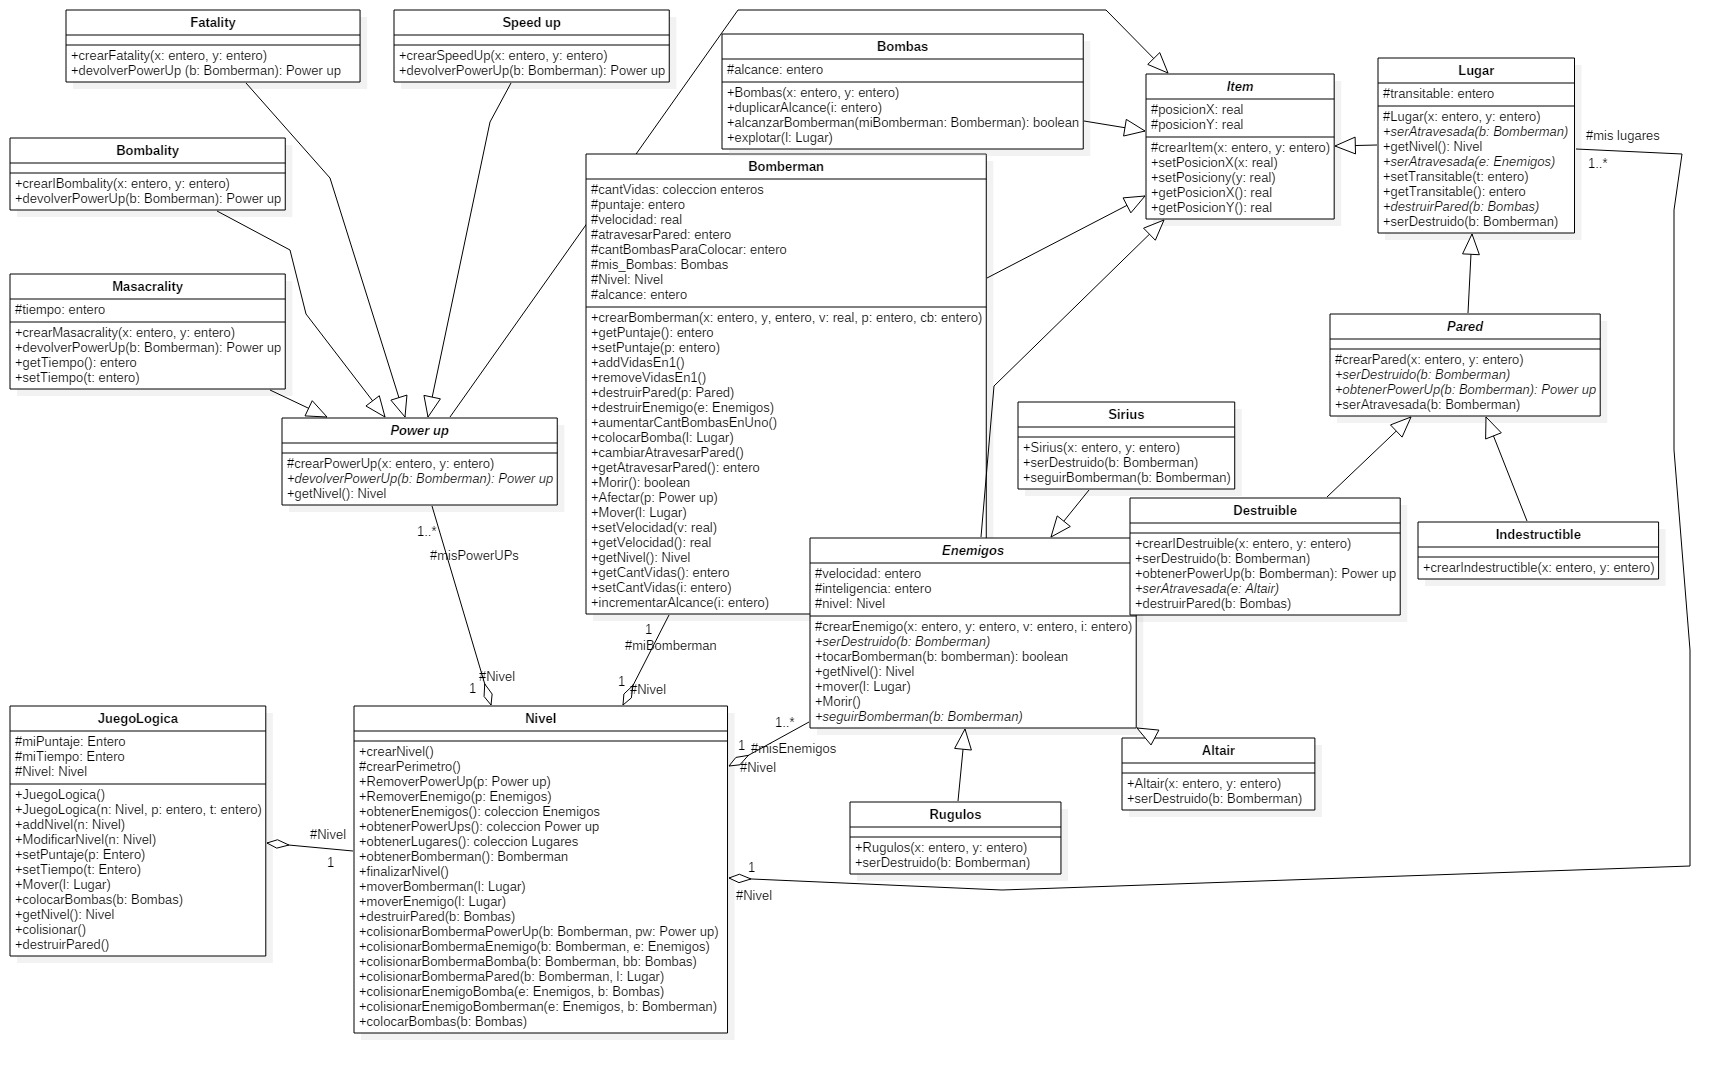 Fatality
+crearFatality(x: entero, y: entero)
+devolverPowerUp (b: Bomberman): Power up
Speed up
+crearSpeedUp(x: entero, y: entero)
+devolverPowerUp(b: Bomberman): Power up
Bombas
#alcance: entero
+Bombas(x: entero, y: entero)
+duplicarAlcance(i: entero)
+alcanzarBomberman(miBomberman: Bomberman): boolean
+explotar(l: Lugar)
Item
#posicionX: real
#posicionY: real
#crearItem(x: entero, y: entero)
+setPosicionX(x: real)
+setPosiciony(y: real)
+getPosicionX(): real
+getPosicionY(): real
Lugar
#transitable: entero
#Lugar(x: entero, y: entero)
+serAtravesada(b: Bomberman)
+getNivel(): Nivel
+serAtravesada(e: Enemigos)
+setTransitable(t: entero)
+getTransitable(): entero
+destruirPared(b: Bombas)
+serDestruido(b: Bomberman)
#mis lugares
1..*
Bombality
+crearIBombality(x: entero, y: entero)
+devolverPowerUp(b: Bomberman): Power up
Bomberman
#cantVidas: coleccion enteros
#puntaje: entero
#velocidad: real
#atravesarPared: entero
#cantBombasParaColocar: entero
#mis_Bombas: Bombas
#Nivel: Nivel
#alcance: entero
+crearBomberman(x: entero, y, entero, v: real, p: entero, cb: entero)
+getPuntaje(): entero
+setPuntaje(p: entero)
+addVidasEn1()
+removeVidasEn1()
+destruirPared(p: Pared)
+destruirEnemigo(e: Enemigos)
+aumentarCantBombasEnUno()
+colocarBomba(l: Lugar)
+cambiarAtravesarPared()
+getAtravesarPared(): entero
+Morir(): boolean
+Afectar(p: Power up)
+Mover(l: Lugar)
+setVelocidad(v: real)
+getVelocidad(): real
+getNivel(): Nivel
+getCantVidas(): entero
+setCantVidas(i: entero)
+incrementarAlcance(i: entero)
Masacrality
#tiempo: entero
+crearMasacrality(x: entero, y: entero)
+devolverPowerUp(b: Bomberman): Power up
+getTiempo(): entero
+setTiempo(t: entero)
Pared
#crearPared(x: entero, y: entero)
+serDestruido(b: Bomberman)
+obtenerPowerUp(b: Bomberman): Power up
+serAtravesada(b: Bomberman)
Power up
#crearPowerUp(x: entero, y: entero)
+devolverPowerUp(b: Bomberman): Power up
+getNivel(): Nivel
1..*
#misPowerUPs
#Nivel
1
Sirius
+Sirius(x: entero, y: entero)
+serDestruido(b: Bomberman)
+seguirBomberman(b: Bomberman)
Destruible
+crearIDestruible(x: entero, y: entero)
+serDestruido(b: Bomberman)
+obtenerPowerUp(b: Bomberman): Power up
+serAtravesada(e: Altair)
+destruirPared(b: Bombas)
Indestructible
+crearIndestructible(x: entero, y: entero)
Enemigos
#velocidad: entero
#inteligencia: entero
#nivel: Nivel
#crearEnemigo(x: entero, y: entero, v: entero, i: entero)
+serDestruido(b: Bomberman)
+tocarBomberman(b: bomberman): boolean
+getNivel(): Nivel
+mover(l: Lugar)
+Morir()
+seguirBomberman(b: Bomberman)
1
#miBomberman
1
#Nivel
1..*
1
#misEnemigos
#Nivel
JuegoLogica
#miPuntaje: Entero
#miTiempo: Entero
#Nivel: Nivel
+JuegoLogica()
+JuegoLogica(n: Nivel, p: entero, t: entero)
+addNivel(n: Nivel)
+ModificarNivel(n: Nivel)
+setPuntaje(p: Entero)
+setTiempo(t: Entero)
+Mover(l: Lugar)
+colocarBombas(b: Bombas)
+getNivel(): Nivel
+colisionar()
+destruirPared()
#Nivel
1
Nivel
+crearNivel()
#crearPerimetro()
+RemoverPowerUp(p: Power up)
+RemoverEnemigo(p: Enemigos)
+obtenerEnemigos(): coleccion Enemigos
+obtenerPowerUps(): coleccion Power up
+obtenerLugares(): coleccion Lugares
+obtenerBomberman(): Bomberman
+finalizarNivel()
+moverBomberman(l: Lugar)
+moverEnemigo(l: Lugar)
+destruirPared(b: Bombas)
+colisionarBombermaPowerUp(b: Bomberman, pw: Power up)
+colisionarBombermaEnemigo(b: Bomberman, e: Enemigos)
+colisionarBombermaBomba(b: Bomberman, bb: Bombas)
+colisionarBombermaPared(b: Bomberman, l: Lugar)
+colisionEnemigoBomba(e: Enemigos, b: Bombas)
+colisionarEnemigoBomberman(e: Enemigos, b: Bomberman)
+colocarBombas(b: Bombas)
1
#Nivel
Altair
+Altair(x: entero, y: entero)
+serDestruido(b: Bomberman)
Rugulos
+Rugulos(x: entero, y: entero)
+serDestruido(b: Bomberman)